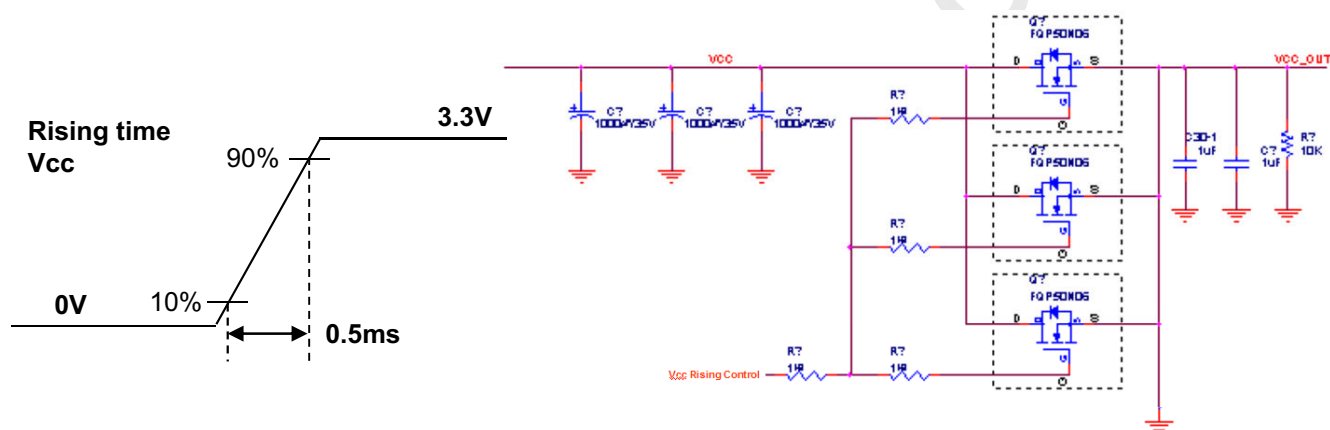 Rising time
Vcc
90%
10%
0V
3.3V
0.5ms
VCC
C?
1000uF/35V
C?
1000uF/35V
C?
1000uF/35V
R?
1K
R?
1K
R?
1K
R?
1K
Vcc Rising Control
Q?
FQP50N06
D
S
G
FQP50N06
D
S
G
Q?
FQP50N06
D
S
G
VCC_OUT
C30-1
1uF
C?
1uF
R?
10K